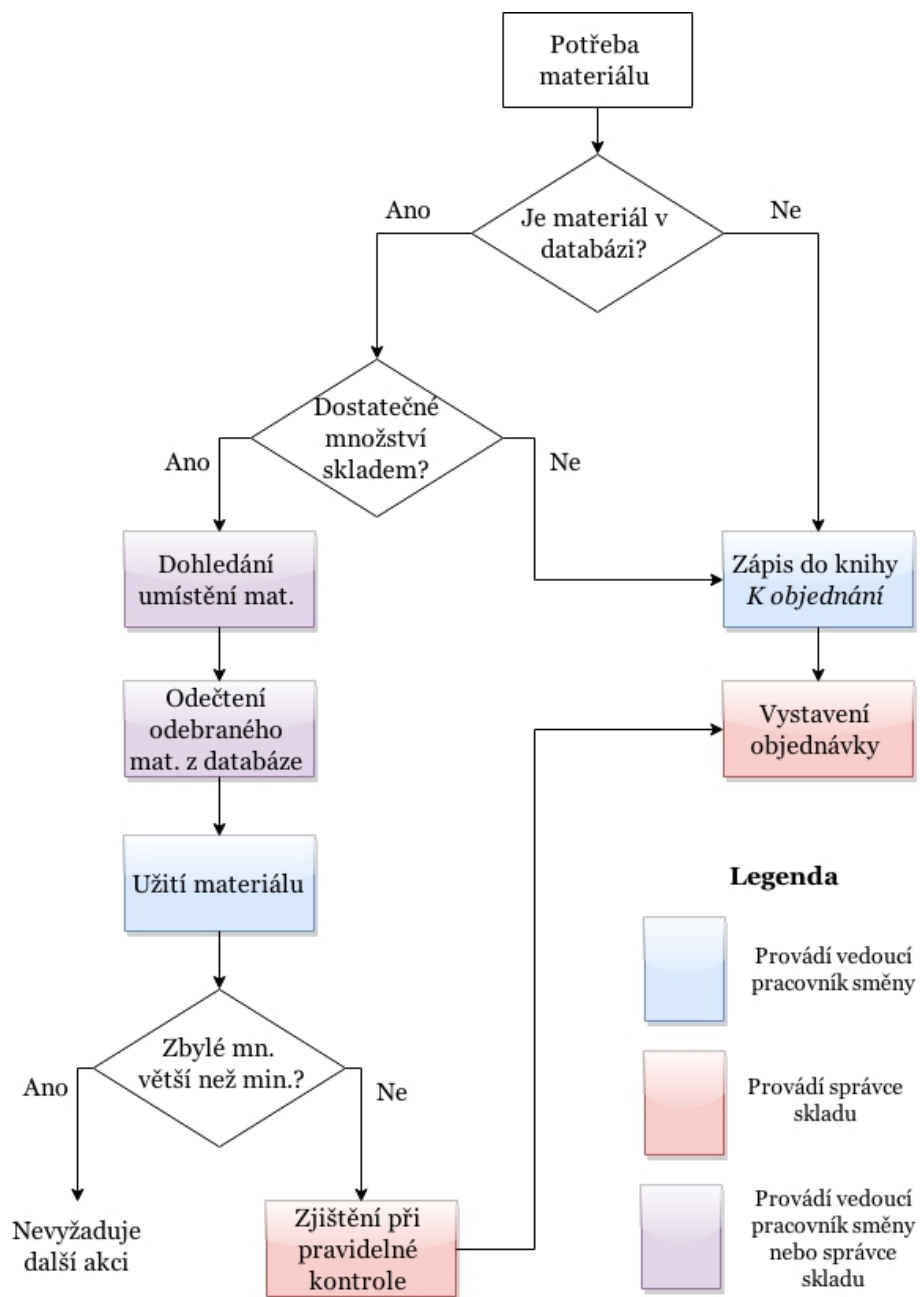 Potřeba
materiálu
Je materiál v
databázi?
Ano
Ne
Dostatečné
množství
skladem?
Ano
Ne
Dohledání
umístění mat.
Zápis do knihy
K objednání
Odečtení
odebraného
mat. z databáze
Vystavení
objednávky
Užití materiálu
Zbylé mn.
větší než min.?
Ano
Ne
Nevyžaduje
další akci
Zjištění při
pravidelné
kontrole
Legenda
Provádí vedoucí
pracovník směny
Provádí správce
skladu
Provádí vedoucí
pracovník směny
nebo správce
skladu